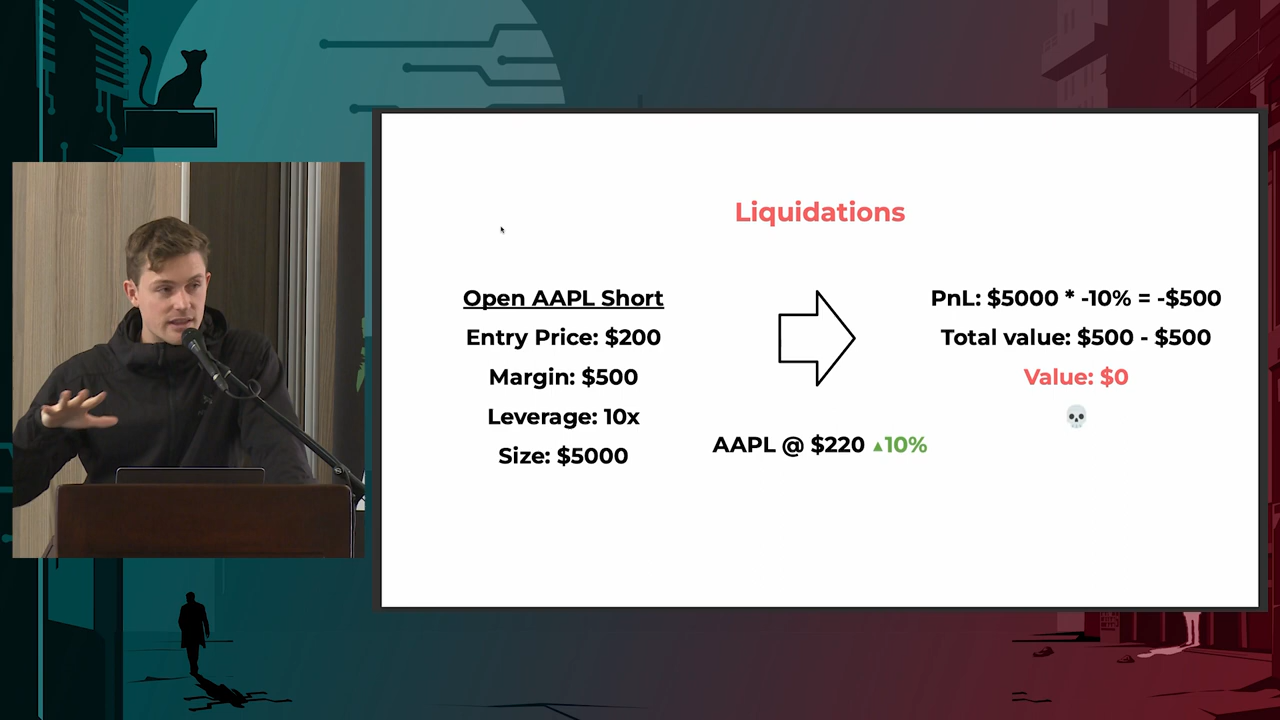 Liquidations
Open AAPL Short
Entry Price: $200
Margin: $500
Leverage: 10x
Size: $5000
AAPL @ $220 ▲10%
PnL: $5000 * -10% = -$500
Total value: $500 - $500
Value: $0
💀